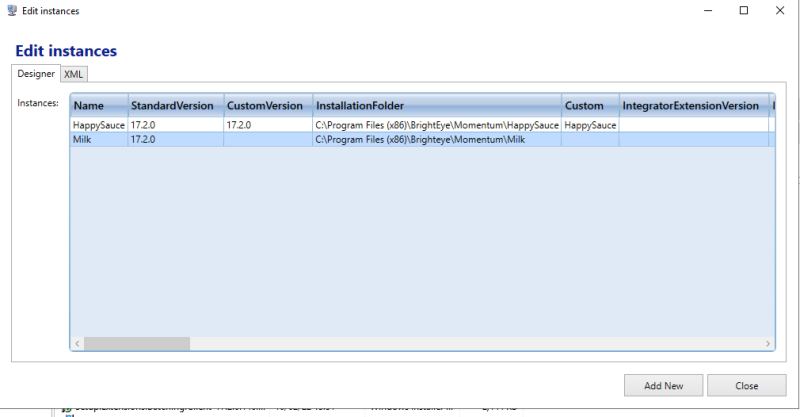 Edit instances
Edit instances
Designer XML
Instances: Name StandardVersion CustomVersion InstallationFolder Custom IntegratorExtensionVersion
HappySauce 17.2.0 17.2.0 C:\Program Files (x86)\BrightEye\Momentum\HappySauce HappySauce
Milk 17.2.0 C:\Program Files (x86)\Brighteye\Momentum\Milk
Add New Close